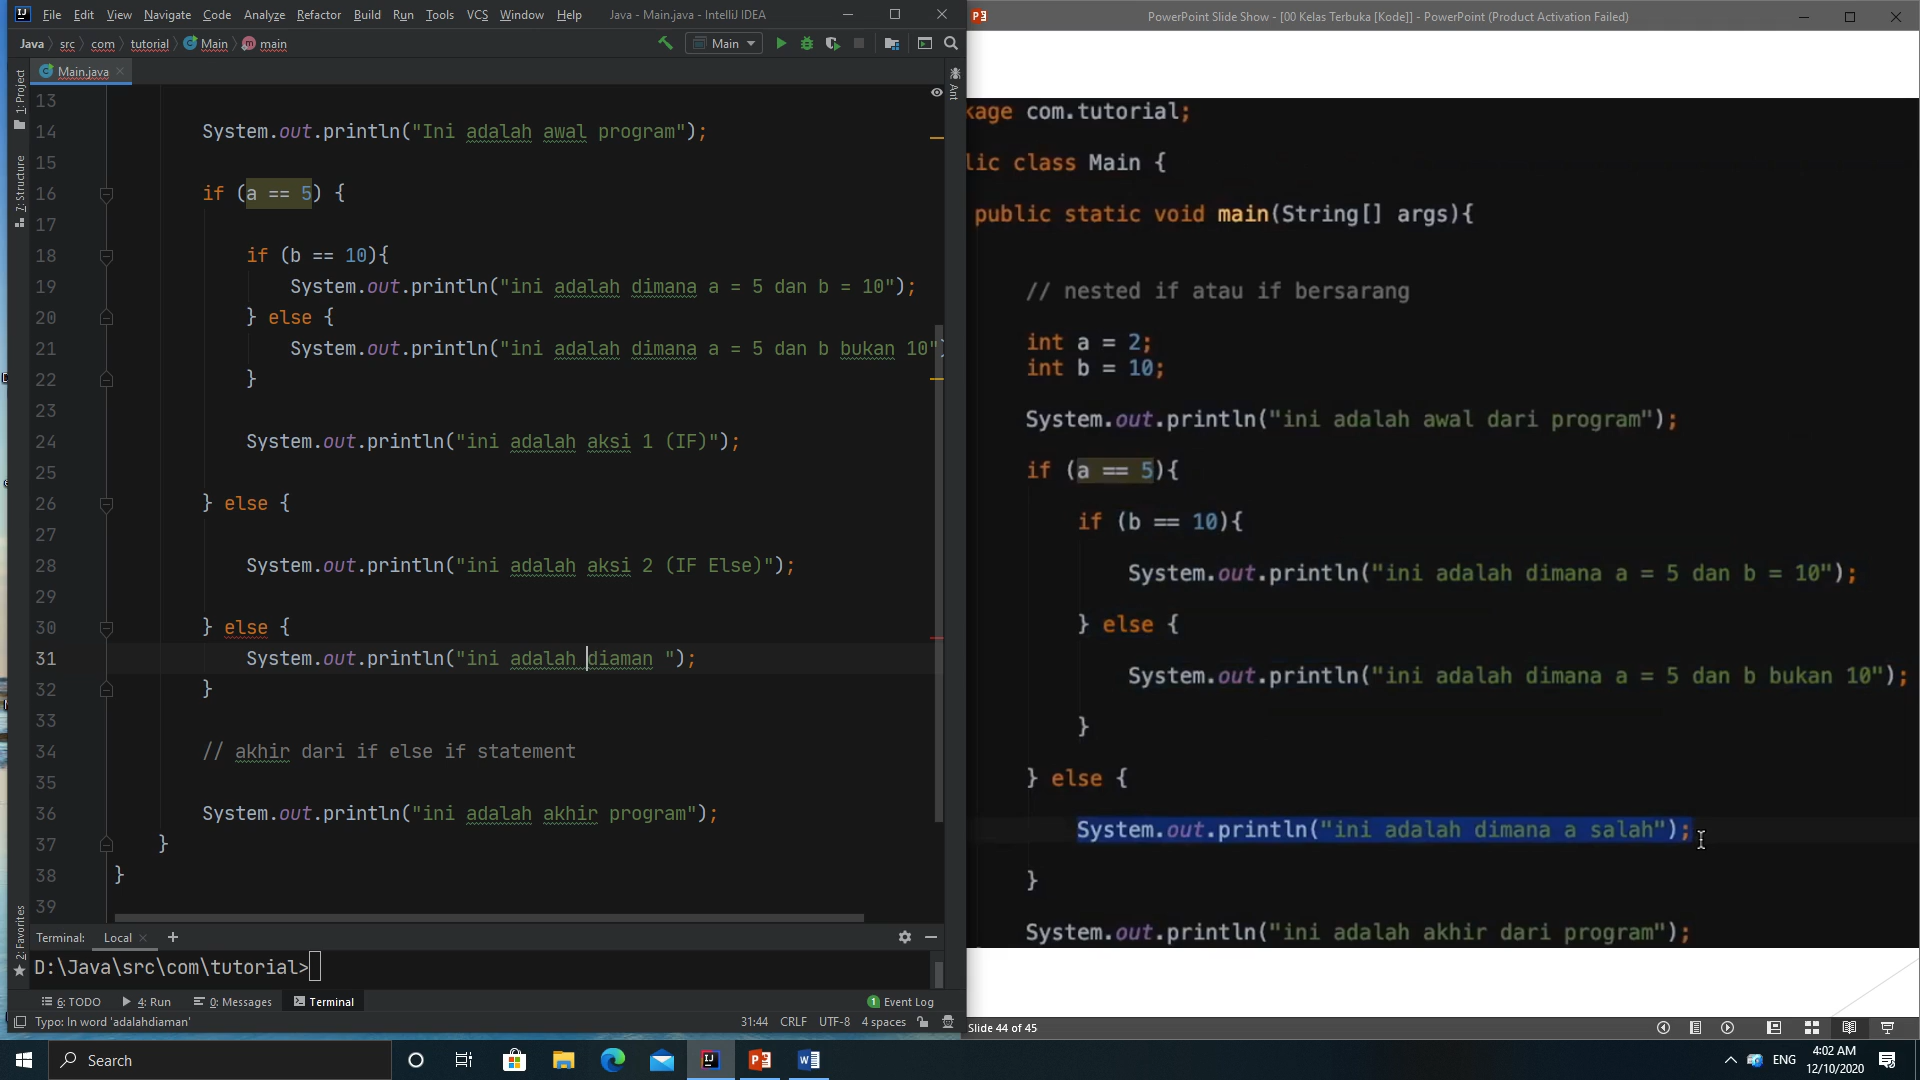 File Edit View Navigate Code Analyze Refactor Build Run Tools VCS Window Help Java - Main.java - IntelliJ IDEA
Java src com tutorial Main main Main
Main.java
1: Project
7: Structure
2: Favorites
Ant
13
14 System.out.println("Ini adalah awal program");
15
16 if (a == 5) {
17
18 if (b == 10){
19 System.out.println("ini adalah dimana a = 5 dan b = 10");
20 } else {
21 System.out.println("ini adalah dimana a = 5 dan b bukan 10")
22 }
23
24 System.out.println("ini adalah aksi 1 (IF)");
25
26 } else {
27
28 System.out.println("ini adalah aksi 2 (IF Else)");
29
30 } else {
31 System.out.println("ini adalah diaman ");
32 }
33
34 // akhir dari if else if statement
35
36 System.out.println("ini adalah akhir program");
37 }
38 }
39
Terminal: Local
D:\Java\src\com\tutorial>
6: TODO 4: Run 0: Messages Terminal 1 Event Log
Typo: In word 'adalahdiaman' 31:44 CRLF UTF-8 4 spaces
PowerPoint Slide Show - [00 Kelas Terbuka [Kode]] - PowerPoint (Product Activation Failed)
kage com.tutorial;
lic class Main {
public static void main(String[] args){
// nested if atau if bersarang
int a = 2;
int b = 10;
System.out.println("ini adalah awal dari program");
if (a == 5){
if (b == 10){
System.out.println("ini adalah dimana a = 5 dan b = 10");
} else {
System.out.println("ini adalah dimana a = 5 dan b bukan 10");
}
} else {
System.out.println("ini adalah dimana a salah");
}
System.out.println("ini adalah akhir dari program");
Slide 44 of 45
Search
ENG
4:02 AM
12/10/2020